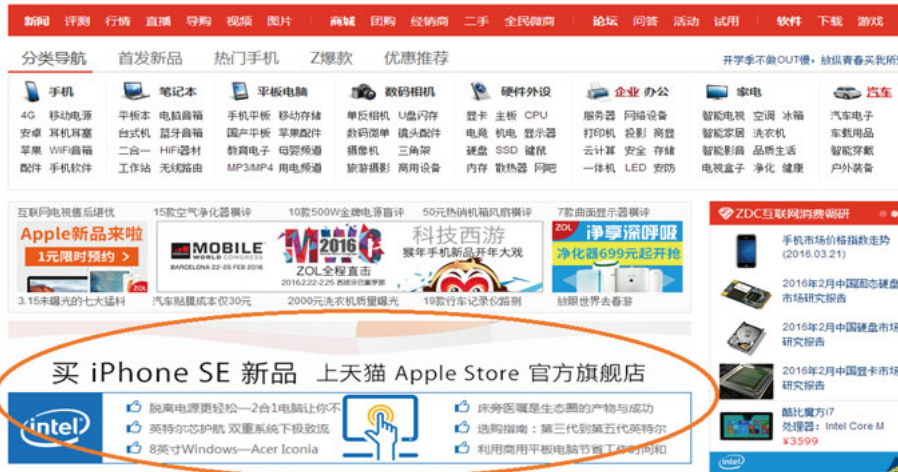 新闻 评测 行情 直播 导购 视频 图片 商城 团购 经销商 二手 全民微商 论坛 问答 活动 试用 软件 下载 游戏
分类导航 首发新品 热门手机 Z爆款 优惠推荐 开学季不做OUT慢，放纵青春买我所
手机 笔记本 平板电脑 数码相机 硬件外设 企业 办公 家电 汽车
4G 移动电源 平板本 电脑音箱 手机平板 移动存储 单反相机 U盘闪存 显卡 主板 CPU 服务器 网络设备 智能电视 空调 冰箱 汽车电子
安卓 耳机耳塞 台式机 蓝牙音箱 国产平板 苹果配件 数码微单 镜头配件 电竞 机电 显示器 打印机 投影 商显 智能家居 洗衣机 车载用品
苹果 WiFi音箱 二合一 HiFi器材 教育电子 母婴频道 摄像机 三角架 硬盘 SSD 键鼠 云计算 安全 存储 智能影音 品质生活 智能穿戴
配件 手机软件 工作站 无线路由 MP3/MP4 用电频道 旅游摄影 商用设备 内存 散热器 网吧 一体机 LED 安防 电视盒子 净化 健康 户外装备
互联网电视售后堪忧 15款空气净化器横评 10款500W金牌电源盲评 50元热销机箱风扇横评 7款曲面显示器横评
Apple新品来啦
1元限时预约 >
ZOL
MOBILE
WORLD CONGRESS
BARCELONA 22-25 FEB 2016
MWC
2016
ZOL全程直击
2016.2.22-2.25 西班牙巴塞罗那
科技西游
猴年手机新品开年大戏
ZOL
净享深呼吸
净化器699元起开抢
3.15未曝光的七大猛料 汽车贴膜成本仅30元 2000元洗衣机质量曝光 19款行车记录仪路测 放眼世界去春游
ZDC互联网消费调研
手机市场价格指数走势
(2016.03.21)
2016年2月中国固态硬盘
市场研究报告
2016年2月中国硬盘市场
研究报告
2016年2月中国显卡市场
研究报告
酷比魔方i7
处理器：Intel Core M
¥3599
intel
买 iPhone SE 新品 上天猫 Apple Store 官方旗舰店
intel
脱离电源更轻松—2合1电脑让你不
英特尔芯护航 双重系统下极致流
8英寸Windows—Acer Iconia
床旁医嘱是生态圈的产物与成功
选购指南：第三代到第五代英特尔
利用商用平板电脑节省工作时间和